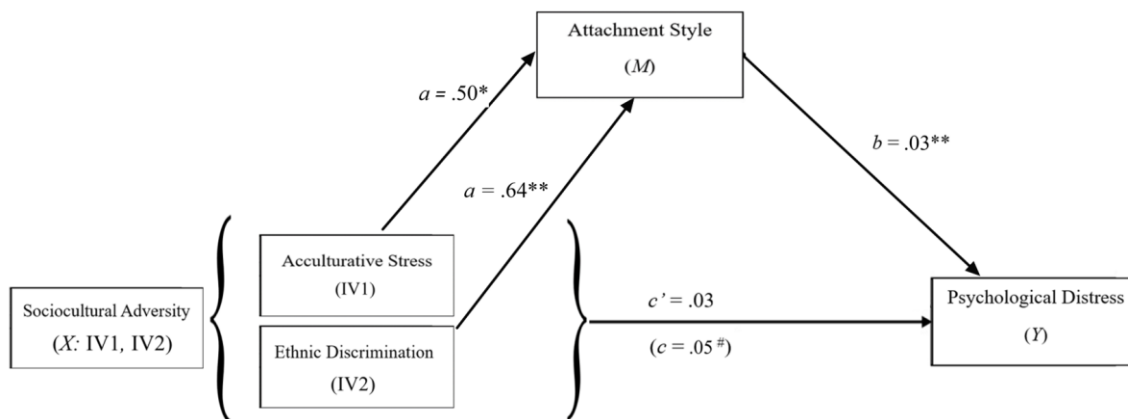 Attachment Style
(M)
a = .50*
b = .03**
a = .64**
Acculturative Stress
(IV1)
Sociocultural Adversity
(X: IV1, IV2)
Ethnic Discrimination
(IV2)
c’ = .03
(c = .05 #)
Psychological Distress
(Y)